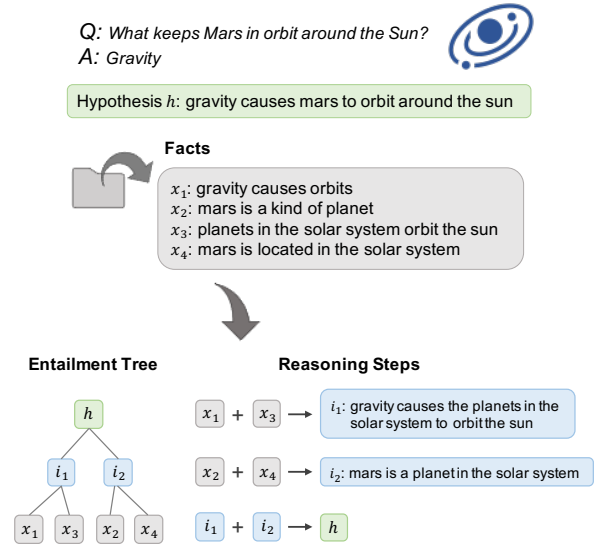 Q: What keeps Mars in orbit around the Sun?
A: Gravity
Hypothesis h: gravity causes mars to orbit around the sun
Facts
x₁: gravity causes orbits
x₂: mars is a kind of planet
x₃: planets in the solar system orbit the sun
x₄: mars is located in the solar system
Entailment Tree
h
i₁ i₂
x₁ x₃ x₂ x₄
Reasoning Steps
x₁ + x₃ → i₁: gravity causes the planets in the
solar system to orbit the sun
x₂ + x₄ → i₂: mars is a planet in the solar system
i₁ + i₂ → h